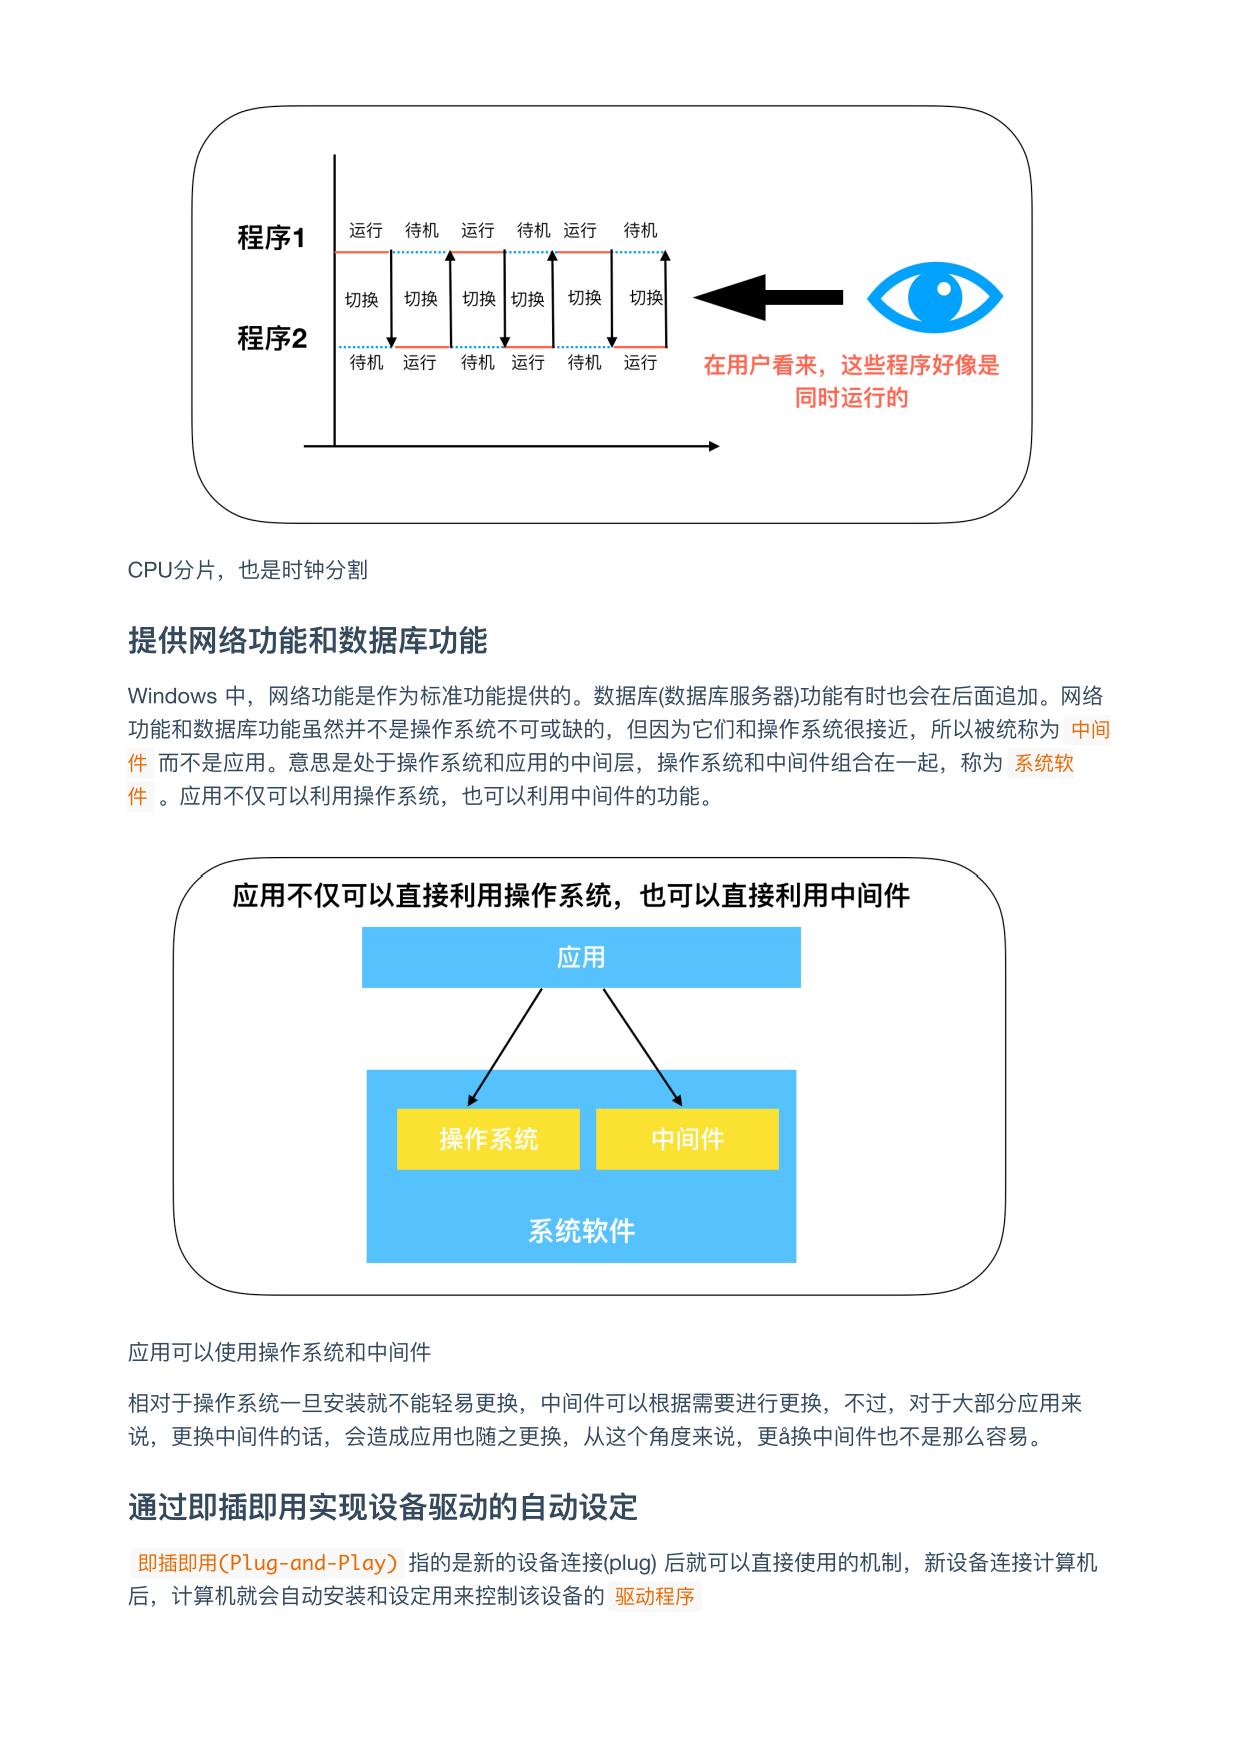 运行 待机 运行 待机 运行 待机
程序1
切换 切换 切换 切换 切换 切换
程序2
待机 运行 待机 运行 待机 运行
在用户看来，这些程序好像是
同时运行的
CPU分片，也是时钟分割
提供网络功能和数据库功能
Windows 中，网络功能是作为标准功能提供的。数据库(数据库服务器)功能有时也会在后面追加。网络
功能和数据库功能虽然并不是操作系统不可或缺的，但因为它们和操作系统很接近，所以被统称为 中间
件 而不是应用。意思是处于操作系统和应用的中间层，操作系统和中间件组合在一起，称为 系统软
件 。应用不仅可以利用操作系统，也可以利用中间件的功能。
应用不仅可以直接利用操作系统，也可以直接利用中间件
应用
操作系统 中间件
系统软件
应用可以使用操作系统和中间件
相对于操作系统一旦安装就不能轻易更换，中间件可以根据需要进行更换，不过，对于大部分应用来
说，更换中间件的话，会造成应用也随之更换，从这个角度来说，更å换中间件也不是那么容易。
通过即插即用实现设备驱动的自动设定
即插即用(Plug-and-Play) 指的是新的设备连接(plug) 后就可以直接使用的机制，新设备连接计算机
后，计算机就会自动安装和设定用来控制该设备的 驱动程序